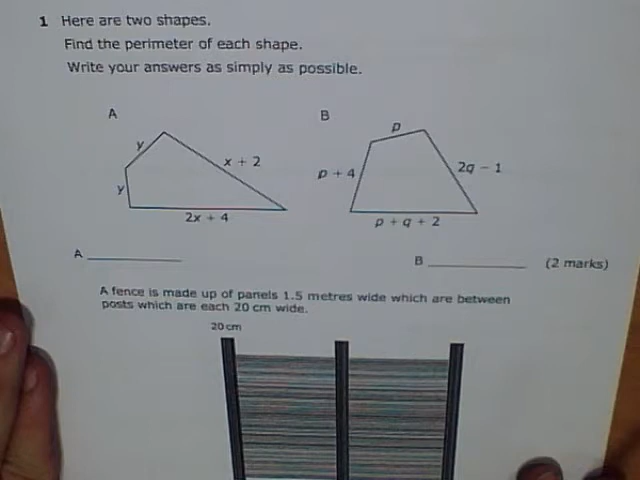 1 Here are two shapes.
Find the perimeter of each shape.
Write your answers as simply as possible.
A
B
y
x + 2
y
2x + 4
p
p + 4
2q - 1
p + q + 2
A
B
(2 marks)
A fence is made up of panels 1.5 metres wide which are between
posts which are each 20 cm wide.
20 cm